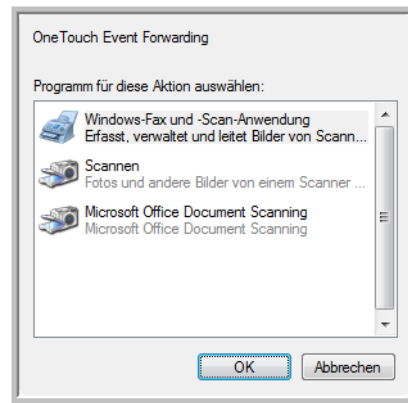 OneTouch Event Forwarding
Programm für diese Aktion auswählen:
Windows-Fax und -Scan-Anwendung
Erfasst, verwaltet und leitet Bilder von Scann...
Scannen
Fotos und andere Bilder von einem Scanner ...
Microsoft Office Document Scanning
Microsoft Office Document Scanning
OK Abbrechen